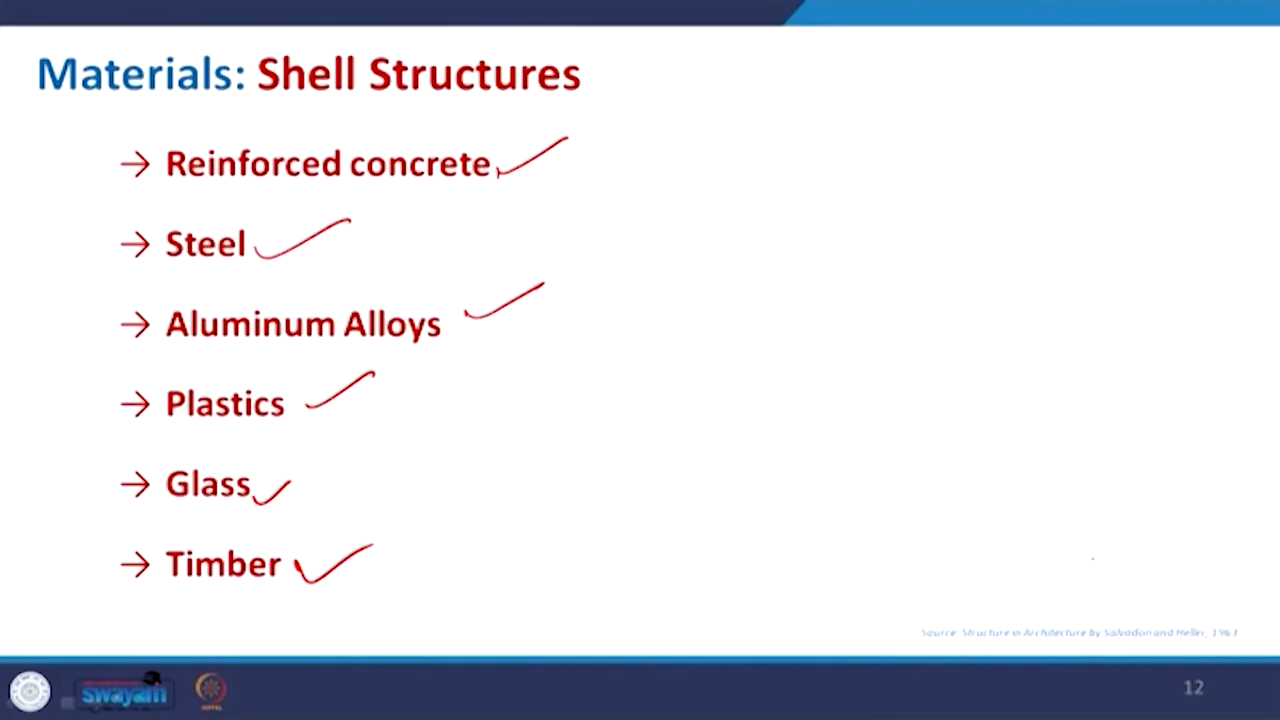 Materials: Shell Structures
→ Reinforced concrete
→ Steel
→ Aluminum Alloys
→ Plastics
→ Glass
→ Timber
Source: Structure in Architecture by Salvadori and Heller, 1963
swayam
12